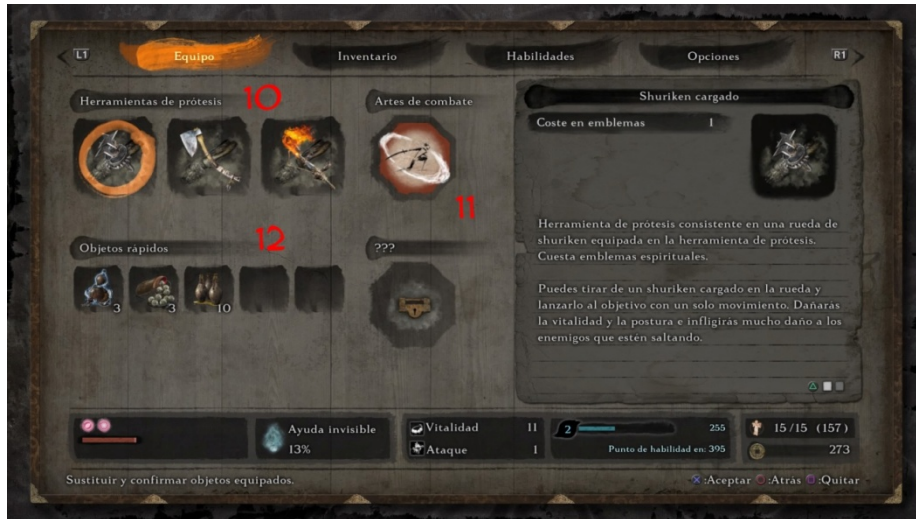 L1 Equipo Inventario Habilidades Opciones R1
Herramientas de prótesis 10
Artes de combate
11
Objetos rápidos 12
???
3 3 10
Shuriken cargado
Coste en emblemas 1
Herramienta de prótesis consistente en una rueda de
shuriken equipada en la herramienta de prótesis.
Cuesta emblemas espirituales.
Puedes tirar de un shuriken cargado en la rueda y
lanzarlo al objetivo con un solo movimiento. Dañarás
la vitalidad y la postura e infligirás mucho daño a los
enemigos que estén saltando.
Ayuda invisible
13%
Vitalidad 11
Ataque 1
2 255
Punto de habilidad en: 395
15/15 (157)
273
Sustituir y confirmar objetos equipados.
:Aceptar :Atrás :Quitar